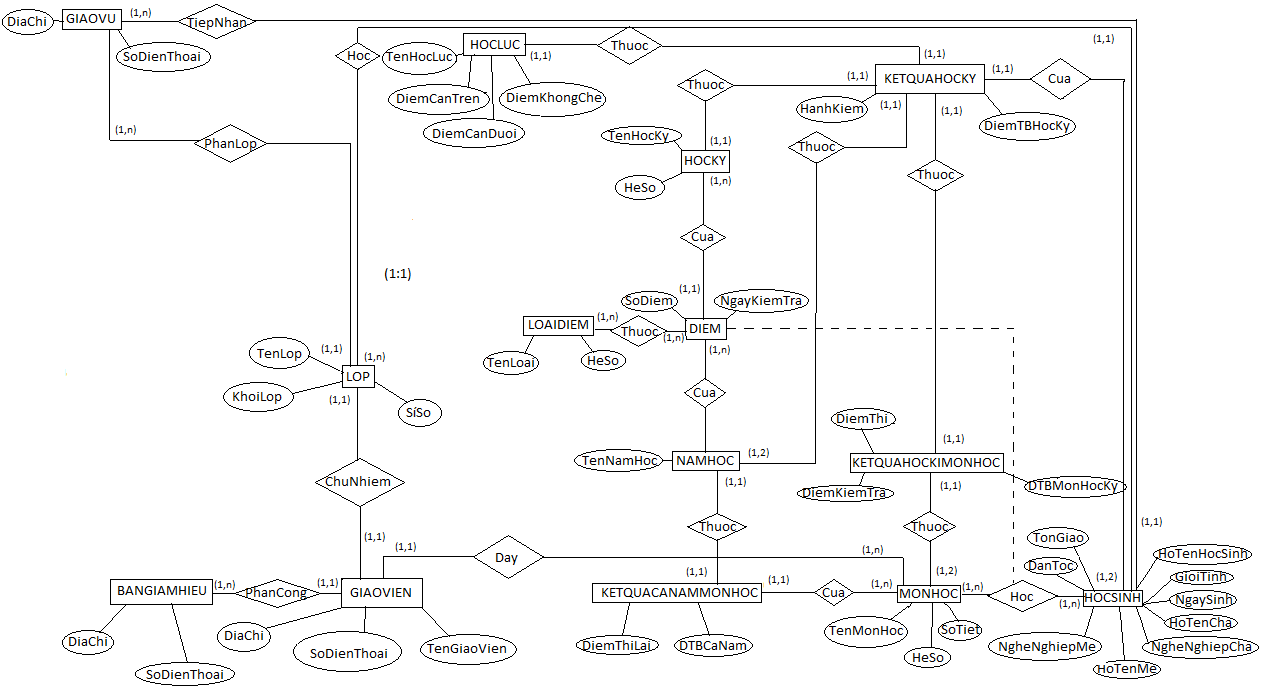 DiaChi
GIAOVU
(1,n)
TiepNhan
SoDienThoai
(1,n)
PhanLop
Hoc
TenHocLuc
HOCLUC
(1,1)
Thuoc
DiemCanTren
DiemKhongChe
DiemCanDuoi
(1,1)
(1,1)
Thuoc
(1,1)
KETQUAHOCKY
(1,1)
Cua
HanhKiem
(1,1)
(1,1)
DiemTBHocKy
TenHocKy
(1,1)
HOCKY
HeSo
(1,n)
Thuoc
Thuoc
Cua
(1:1)
(1,1)
SoDiem
NgayKiemTra
LOAIDIEM
(1,n)
Thuoc
(1,n)
DIEM
(1,n)
TenLoai
HeSo
TenLop
(1,1)
(1,n)
LOP
KhoiLop
(1,1)
SíSo
Cua
DiemThi
TenNamHoc
NAMHOC
(1,2)
(1,1)
(1,1)
KETQUAHOCKIMONHOC
DiemKiemTra
(1,1)
DTBMonHocKy
ChuNhiem
Thuoc
Thuoc
(1,1)
(1,1)
(1,1)
Day
(1,n)
TonGiao
DanToc
HoTenHocSinh
GioiTinh
NgaySinh
HoTenCha
BANGIAMHIEU
(1,n)
PhanCong
(1,1)
GIAOVIEN
(1,1)
KETQUACANAMMONHOC
(1,1)
Cua
(1,n)
MONHOC
(1,2)
(1,n)
Hoc
(1,n)
(1,2)
HOCSINH
DiaChi
SoDienThoai
DiaChi
SoDienThoai
TenGiaoVien
DiemThiLai
DTBCaNam
TenMonHoc
HeSo
SoTiet
NgheNghiepMe
HoTenMe
NgheNghiepCha